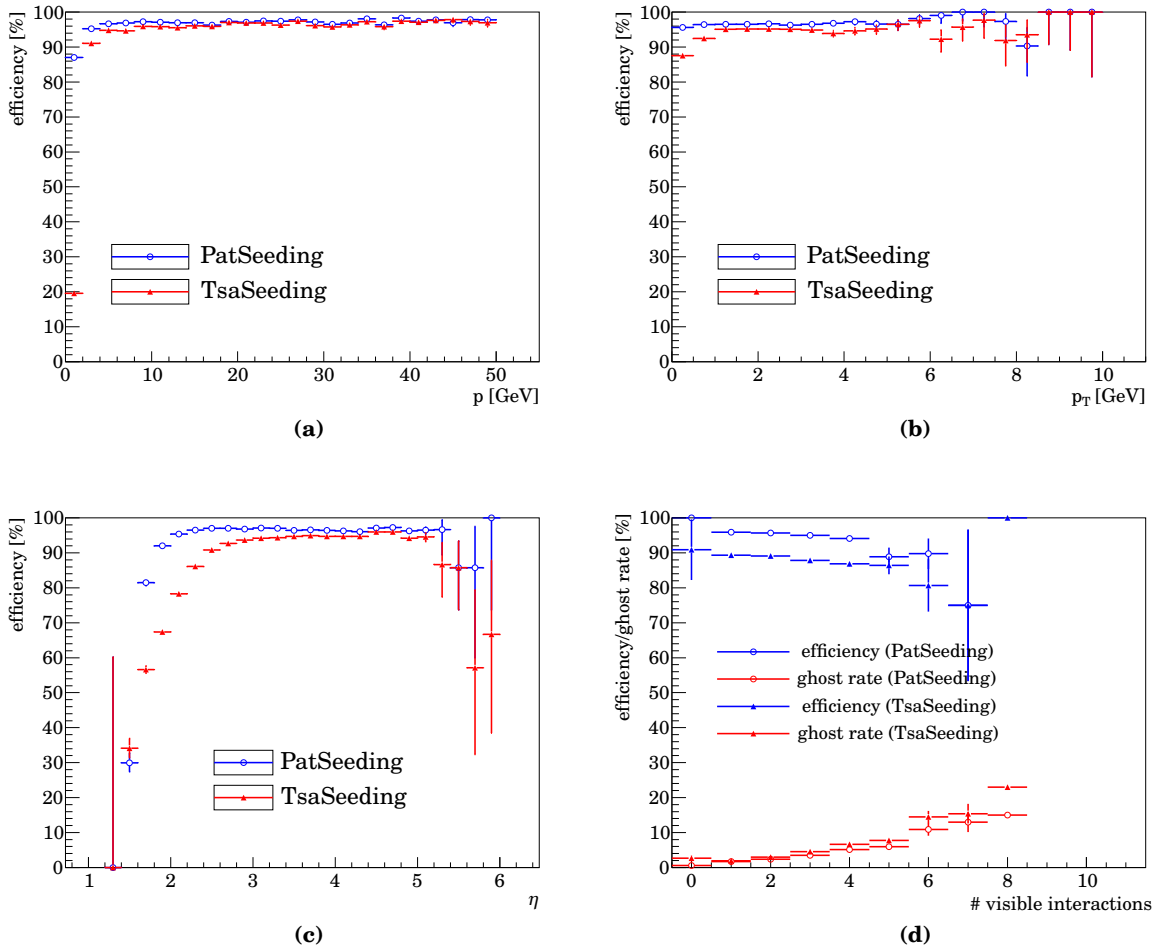 efficiency [%]
100
90
80
70
60
50
40
30
20
10
0
PatSeeding
TsaSeeding
0 10 20 30 40 50
p [GeV]
(a)
efficiency [%]
100
90
80
70
60
50
40
30
20
10
0
PatSeeding
TsaSeeding
0 2 4 6 8 10
p_T [GeV]
(b)
efficiency [%]
100
90
80
70
60
50
40
30
20
10
0
PatSeeding
TsaSeeding
1 2 3 4 5 6
η
(c)
efficiency/ghost rate [%]
100
90
80
70
60
50
40
30
20
10
0
efficiency (PatSeeding)
ghost rate (PatSeeding)
efficiency (TsaSeeding)
ghost rate (TsaSeeding)
0 2 4 6 8 10
# visible interactions
(d)